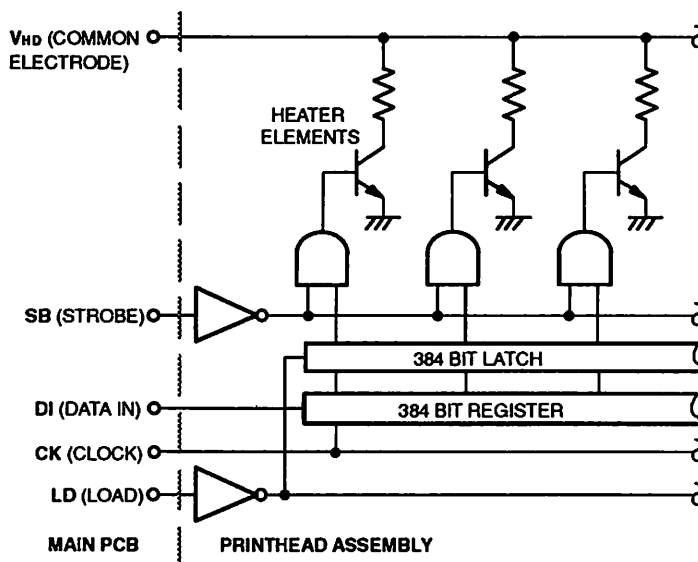 VHD (COMMON
ELECTRODE)
HEATER
ELEMENTS
SB (STROBE)
384 BIT LATCH
DI (DATA IN)
384 BIT REGISTER
CK (CLOCK)
LD (LOAD)
MAIN PCB
PRINTHEAD ASSEMBLY